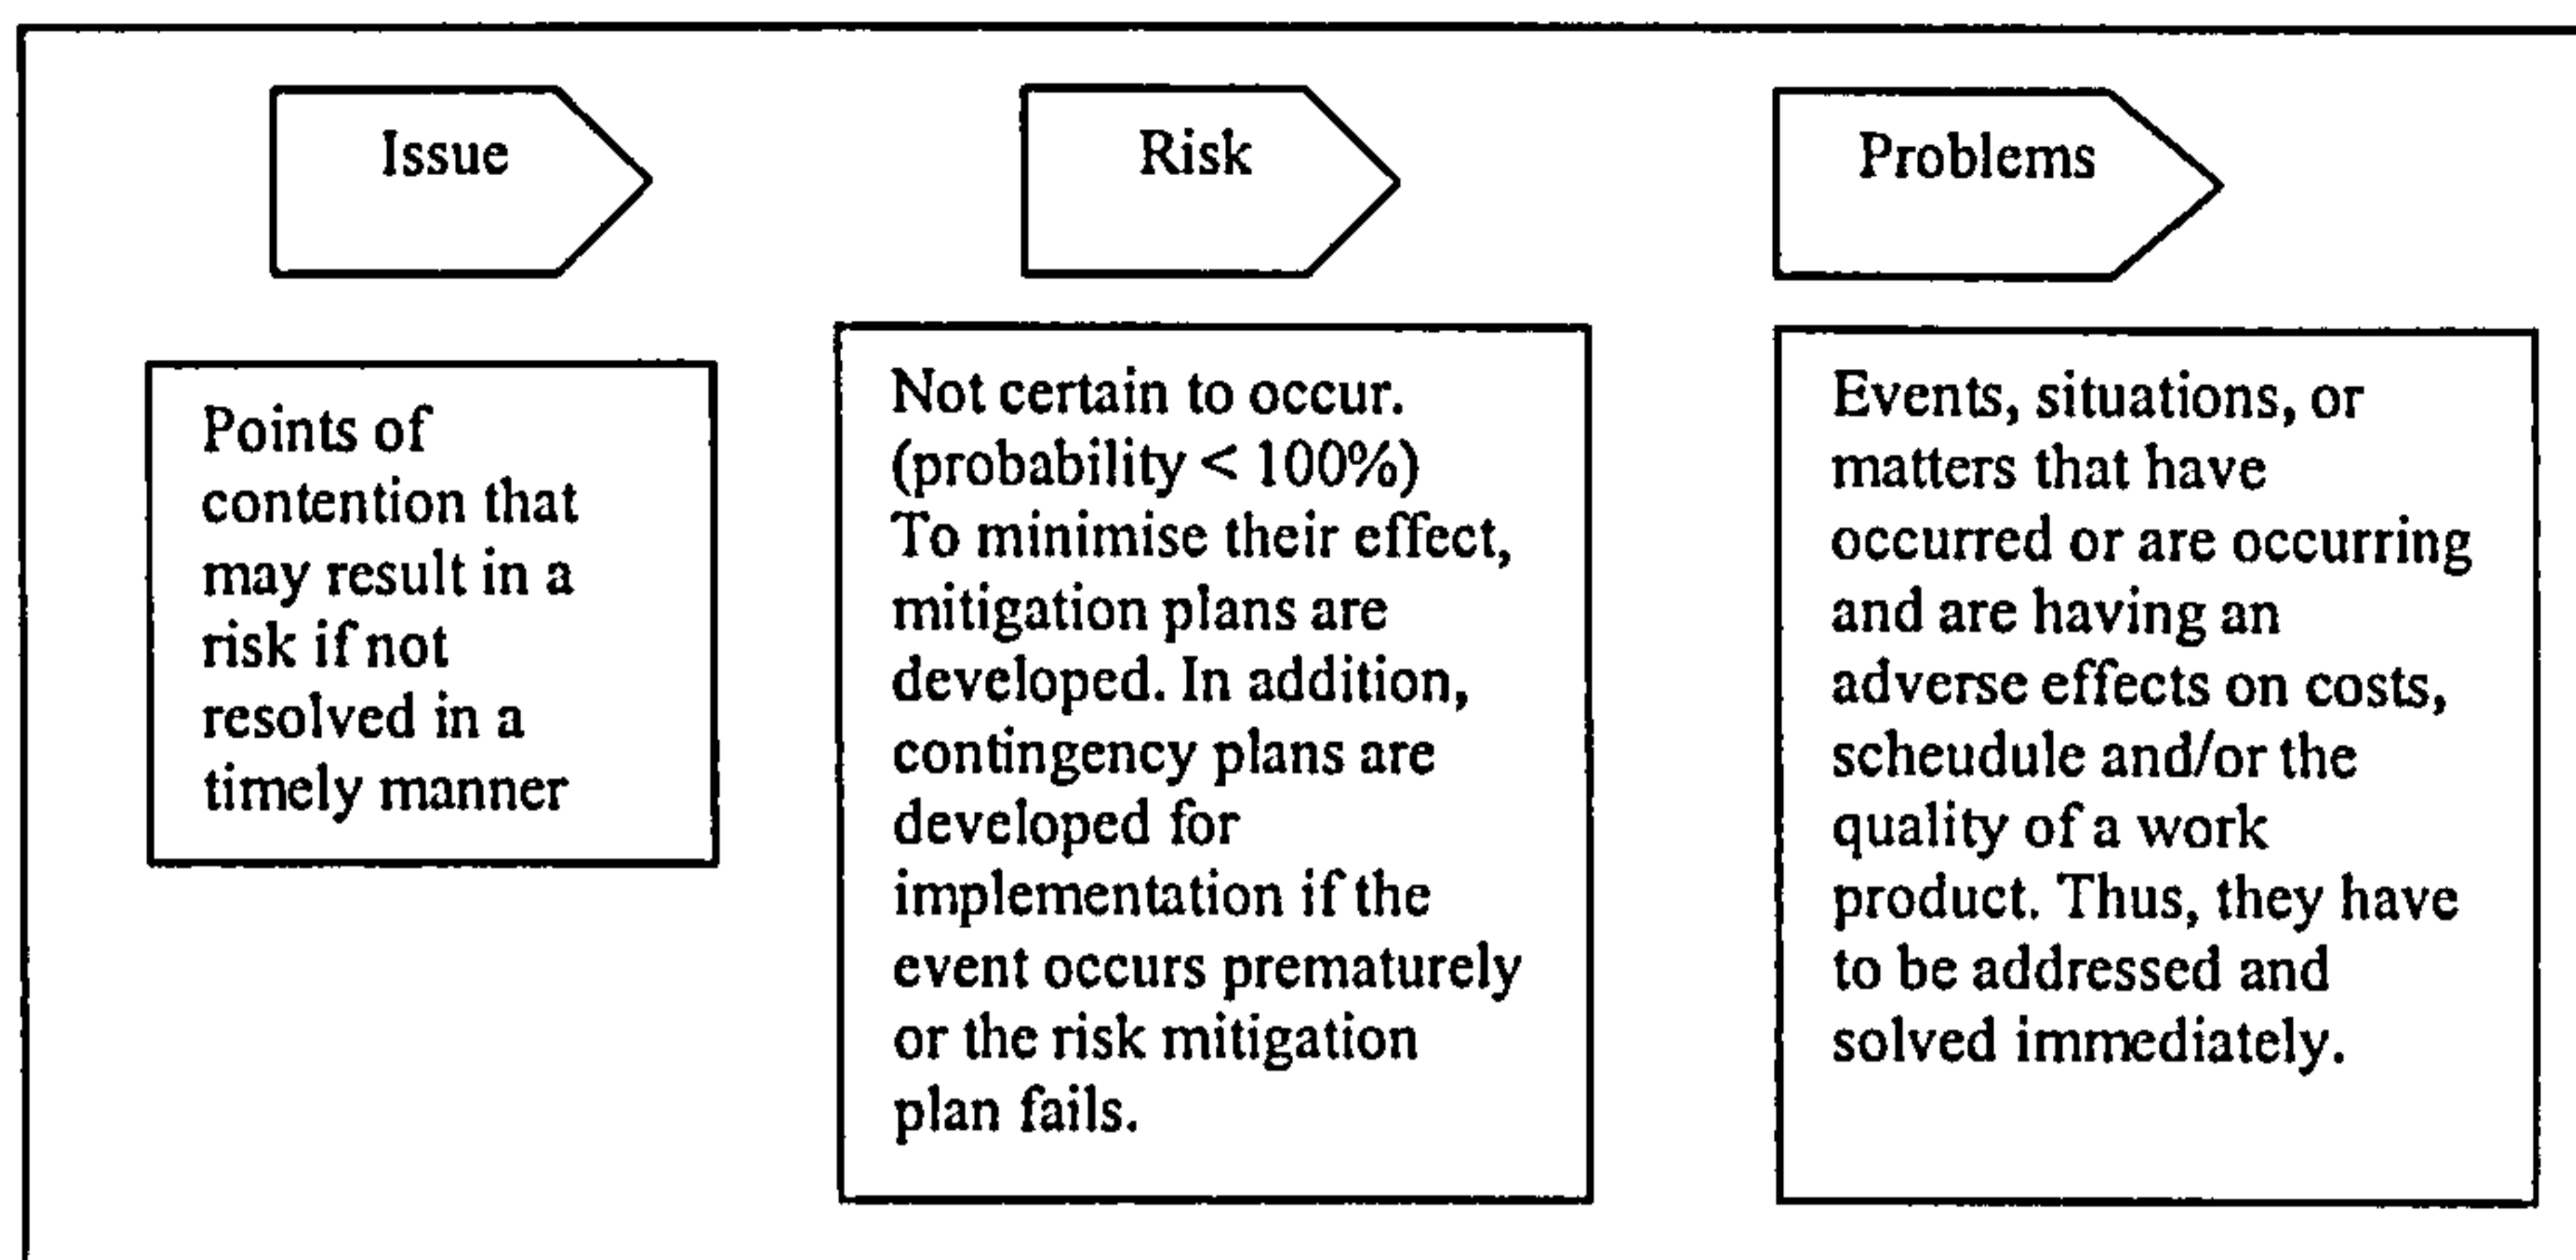 Issue
Risk
Problems
Points of
contention that
may result in a
risk if not
resolved in a
timely manner
Not certain to occur.
(probability < 100%)
To minimise their effect,
mitigation plans are
developed. In addition,
contingency plans are
developed for
implementation if the
event occurs prematurely
or the risk mitigation
plan fails.
Events, situations, or
matters that have
occurred or are occurring
and are having an
adverse effects on costs,
scheudule and/or the
quality of a work
product. Thus, they have
to be addressed and
solved immediately.